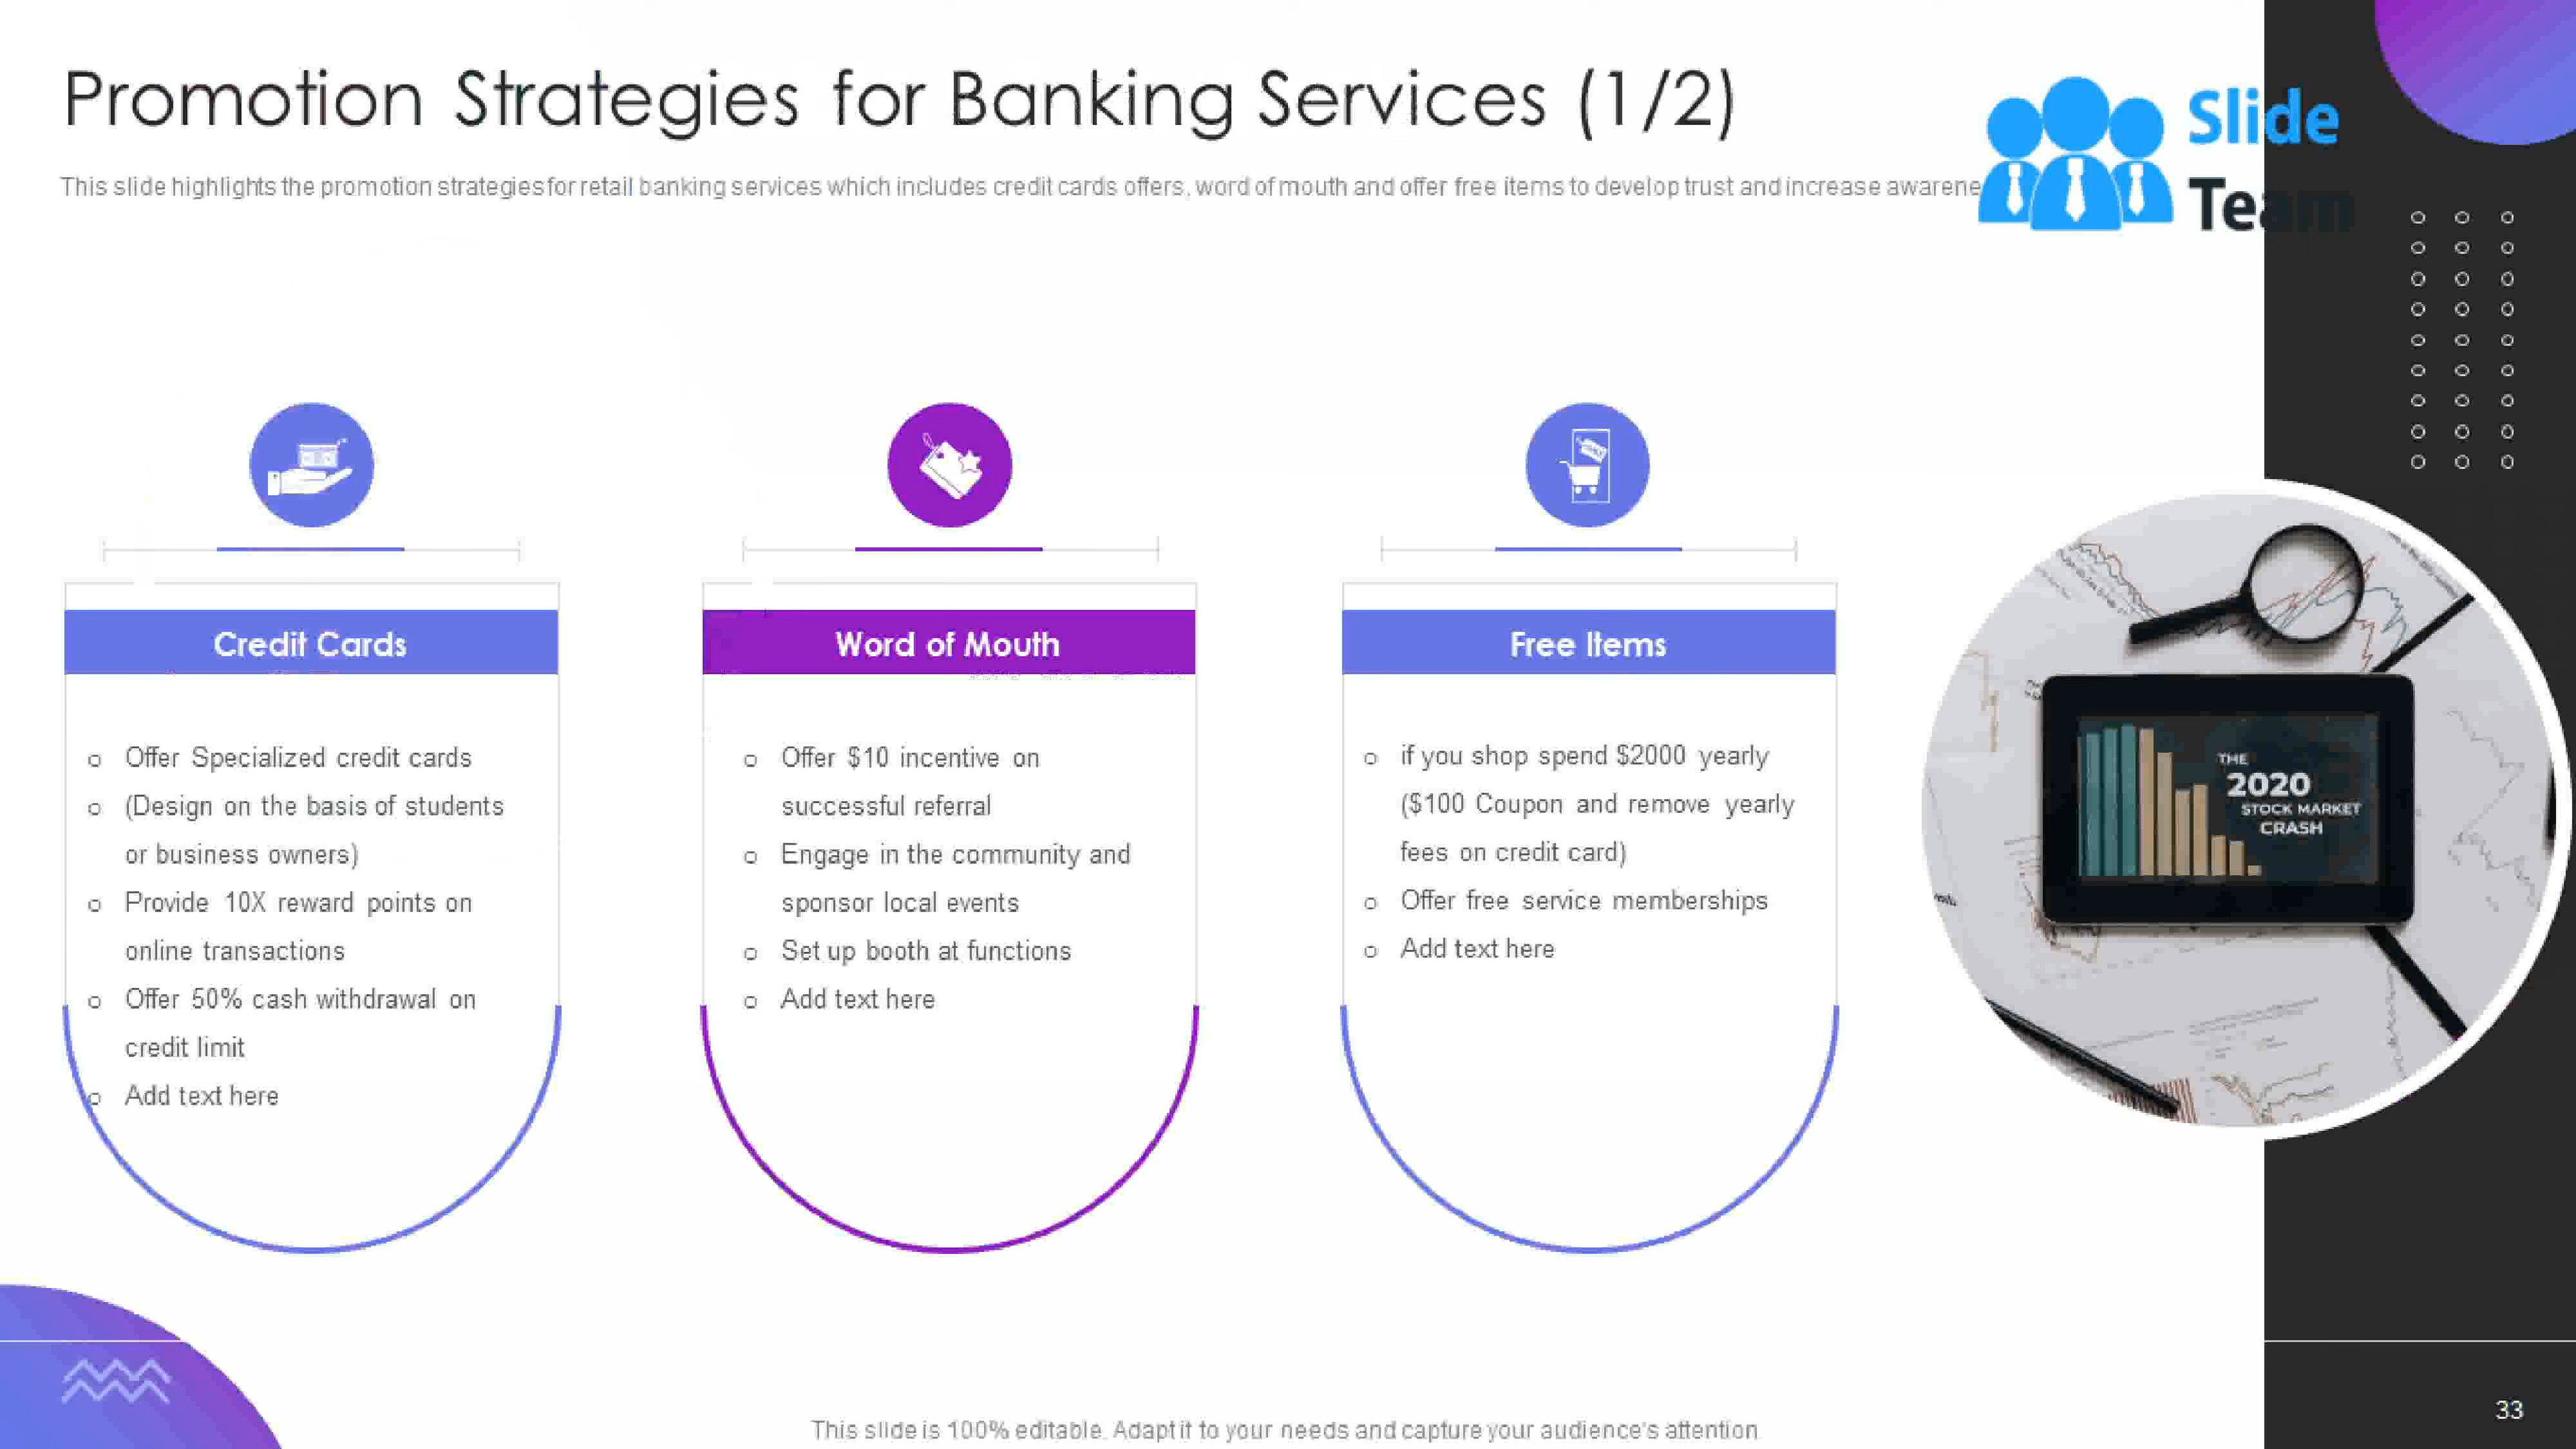 Promotion Strategies for Banking Services (1/2)
This slide highlights the promotion strategies for retail banking services which includes credit cards offers, word of mouth and offer free items to develop trust and increase
Slide
Team
Credit Cards
o Offer Specialized credit cards
o (Design on the basis of students
or business owners)
o Provide 10X reward points on
online transactions
o Offer 50% cash withdrawal on
credit limit
o Add text here
Word of Mouth
o Offer $10 incentive on
successful referral
o Engage in the community and
sponsor local events
o Set up booth at functions
o Add text here
Free Items
o if you shop spend $2000 yearly
($100 Coupon and remove yearly
fees on credit card)
o Offer free service memberships
o Add text here
THE
2020
STOCK MARKET
CRASH
This slide is 100% editable. Adapt it to your needs and capture your audience's attention
33